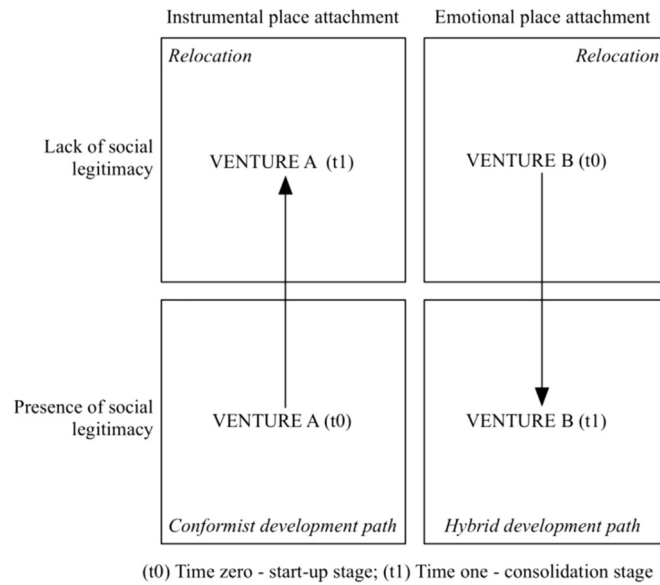 Instrumental place attachment
Emotional place attachment
Relocation
Relocation
Lack of social
legitimacy
VENTURE A (t1)
VENTURE B (t0)
Presence of social
legitimacy
VENTURE A (t0)
VENTURE B (t1)
Conformist development path
Hybrid development path
(t0) Time zero - start-up stage; (t1) Time one - consolidation stage